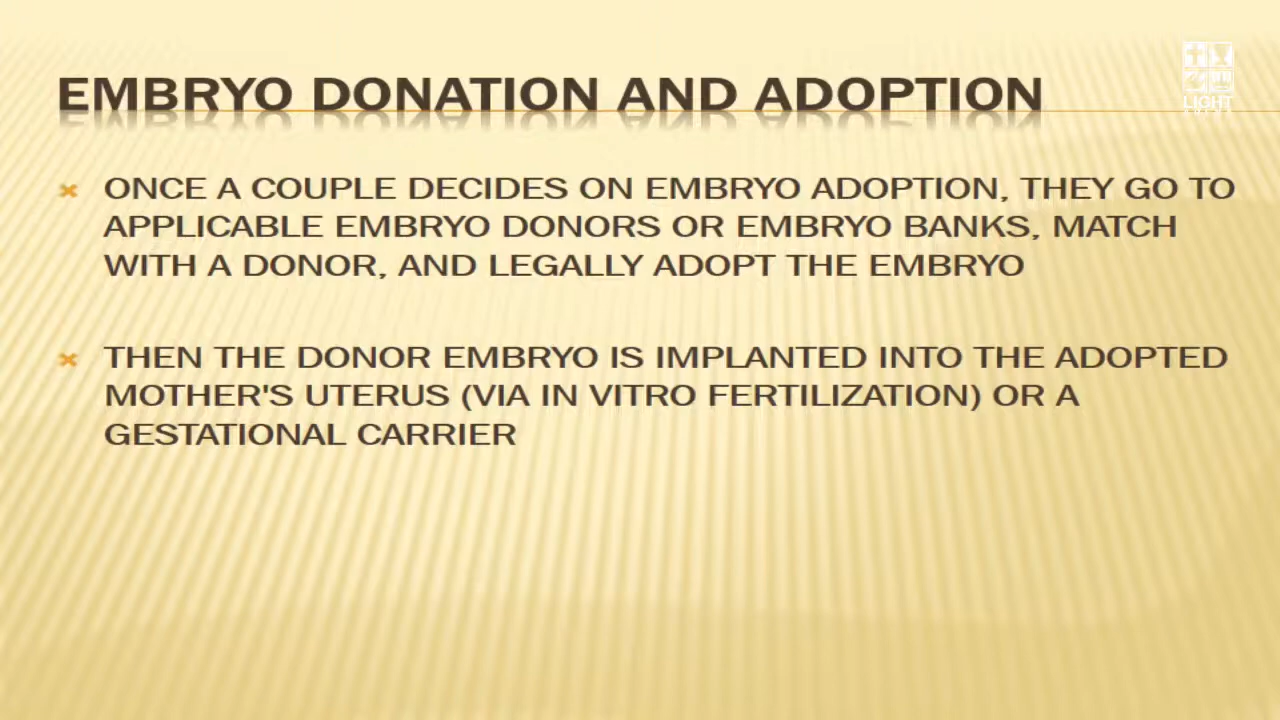 EMBRYO DONATION AND ADOPTION
LIGHT
ONCE A COUPLE DECIDES ON EMBRYO ADOPTION, THEY GO TO
APPLICABLE EMBRYO DONORS OR EMBRYO BANKS, MATCH
WITH A DONOR, AND LEGALLY ADOPT THE EMBRYO
THEN THE DONOR EMBRYO IS IMPLANTED INTO THE ADOPTED
MOTHER'S UTERUS (VIA IN VITRO FERTILIZATION) OR A
GESTATIONAL CARRIER